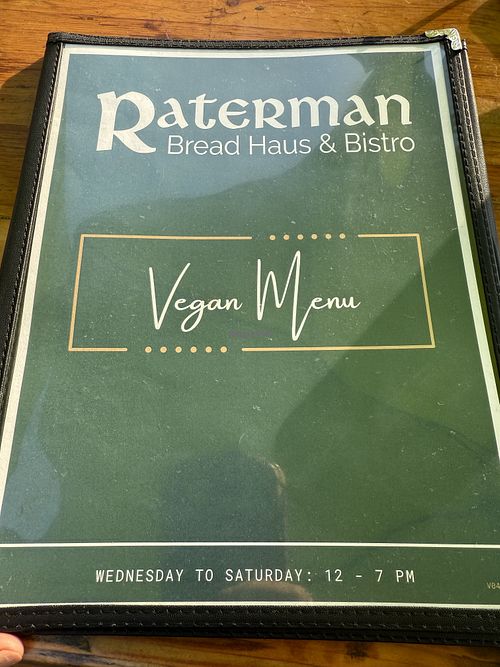 Raterman
Bread Haus & Bistro
Vegan Menu
WEDNESDAY TO SATURDAY: 12 - 7 PM